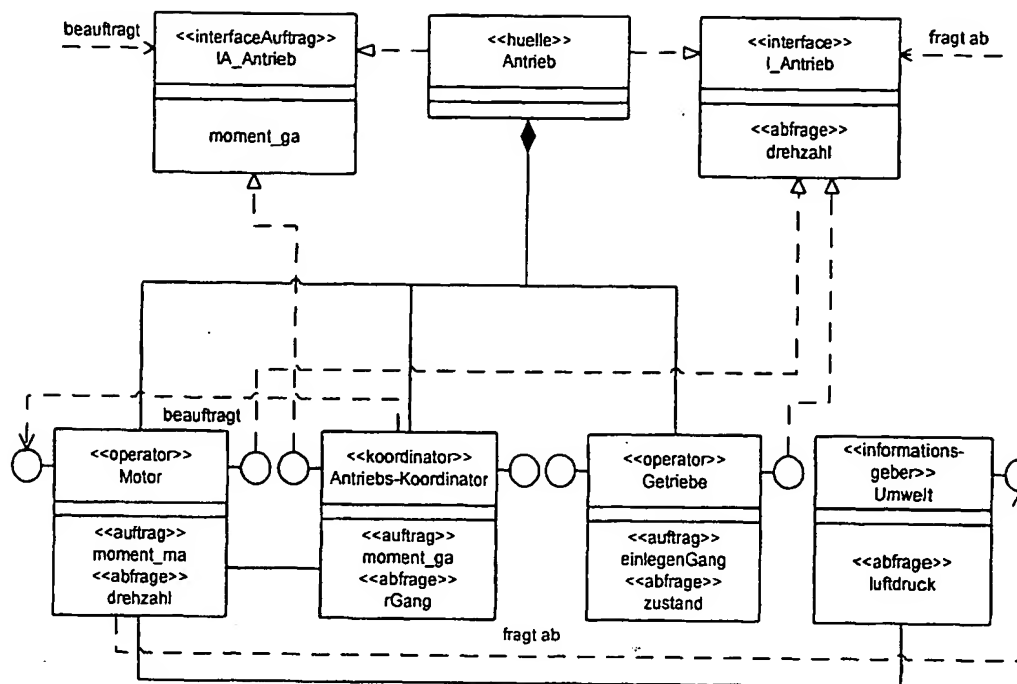 beauftragt
<<interfaceAuftrag>>
IA_Antrieb
moment_ga
<<huelle>>
Antrieb
<<interface>>
I_Antrieb
<<abfrage>>
drehzahl
fragt ab
beauftragt
<<operator>>
Motor
<<auftrag>>
moment_ma
<<abfrage>>
drehzahl
<<koordinator>>
Antriebs-Koordinator
<<auftrag>>
moment_ga
<<abfrage>>
rGang
<<operator>>
Getriebe
<<auftrag>>
einlegenGang
<<abfrage>>
zustand
<<informations-
geber>>
Umwelt
<<abfrage>>
luftdruck
fragt ab